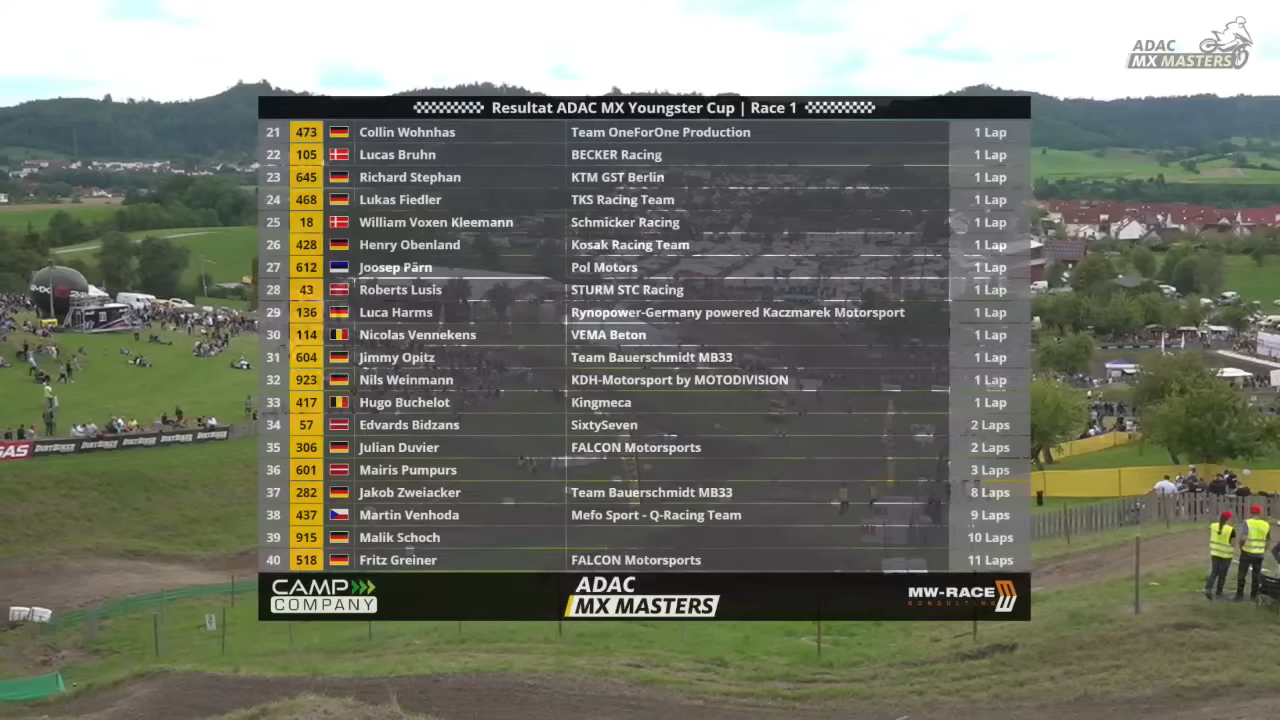 ADAC
MX MASTERS
Resultat ADAC MX Youngster Cup | Race 1
21 473 Collin Wohnhas Team OneForOne Production 1 Lap
22 105 Lucas Bruhn BECKER Racing 1 Lap
23 645 Richard Stephan KTM GST Berlin 1 Lap
24 468 Lukas Fiedler TKS Racing Team 1 Lap
25 18 William Voxen Kleemann Schmicker Racing 1 Lap
26 428 Henry Obenland Kosak Racing Team 1 Lap
27 612 Joosep Pärn Pol Motors 1 Lap
28 43 Roberts Lusis STURM STC Racing 1 Lap
29 136 Luca Harms Rynopower-Germany powered Kaczmarek Motorsport 1 Lap
30 114 Nicolas Vennekens VEMA Beton 1 Lap
31 604 Jimmy Opitz Team Bauerschmidt MB33 1 Lap
32 923 Nils Weinmann KDH-Motorsport by MOTODIVISION 1 Lap
33 417 Hugo Buchelot Kingmeca 1 Lap
34 57 Edvards Bidzans SixtySeven 2 Laps
35 306 Julian Duvier FALCON Motorsports 2 Laps
36 601 Mairis Pumpurs 3 Laps
37 282 Jakob Zweiacker Team Bauerschmidt MB33 8 Laps
38 437 Martin Venhoda Mefo Sport - Q-Racing Team 9 Laps
39 915 Malik Schoch 10 Laps
40 518 Fritz Greiner FALCON Motorsports 11 Laps
CAMP
COMPANY
ADAC
MX MASTERS
MW-RACE
CONSULTING
GAS